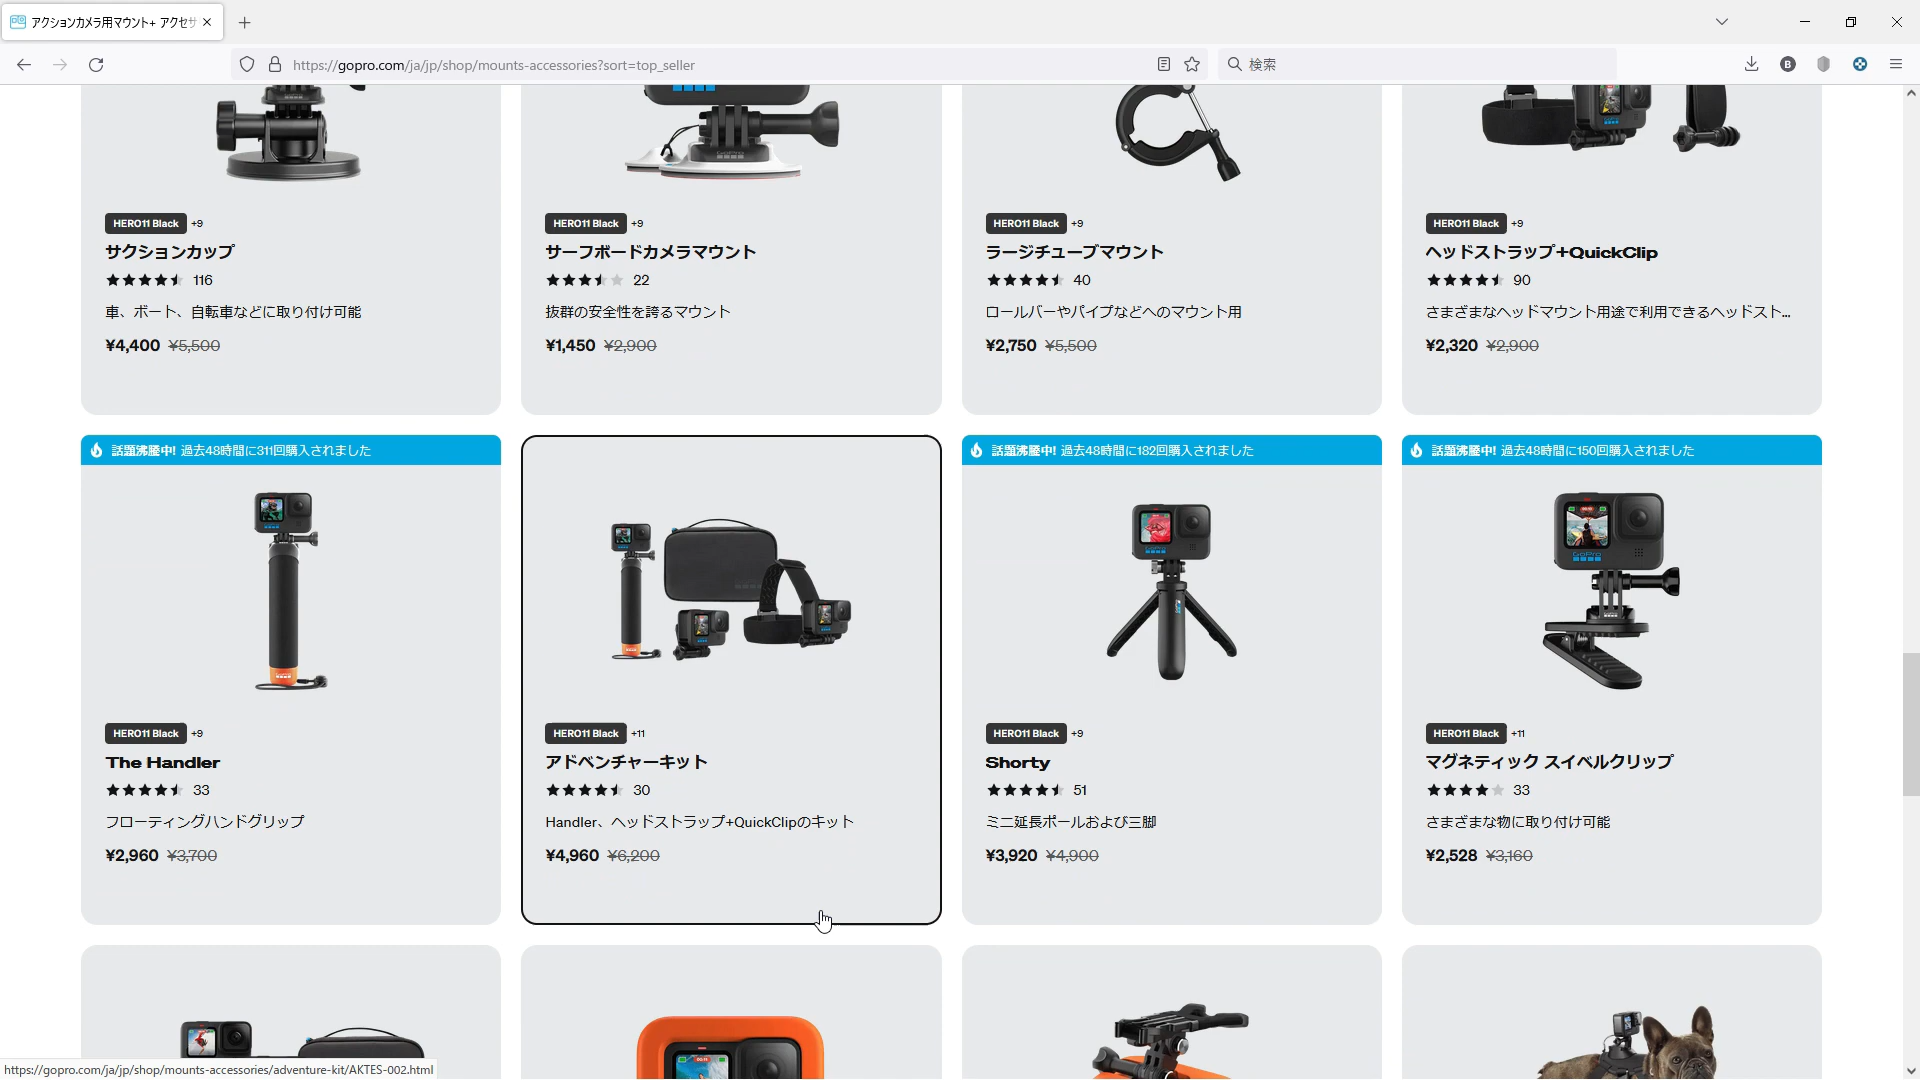 アクションカメラ用マウント+ アクセサ
https://gopro.com/ja/jp/shop/mounts-accessories?sort=top_seller
検索
HERO11 Black +9
サクションカップ
116
車、ボート、自転車などに取り付け可能
¥4,400 ¥5,500
HERO11 Black +9
サーフボードカメラマウント
22
抜群の安全性を誇るマウント
¥1,450 ¥2,900
HERO11 Black +9
ラージチューブマウント
40
ロールバーやパイプなどへのマウント用
¥2,750 ¥5,500
HERO11 Black +9
ヘッドストラップ+QuickClip
90
さまざまなヘッドマウント用途で利用できるヘッドスト...
¥2,320 ¥2,900
話題沸騰中! 過去48時間に311回購入されました
HERO11 Black +9
The Handler
33
フローティングハンドグリップ
¥2,960 ¥3,700
HERO11 Black +11
アドベンチャーキット
30
Handler、ヘッドストラップ+QuickClipのキット
¥4,960 ¥6,200
話題沸騰中! 過去48時間に182回購入されました
HERO11 Black +9
Shorty
51
ミニ延長ポールおよび三脚
¥3,920 ¥4,900
話題沸騰中! 過去48時間に150回購入されました
GoPro
HERO11 Black +11
マグネティック スイベルクリップ
33
さまざまな物に取り付け可能
¥2,528 ¥3,160
https://gopro.com/ja/jp/shop/mounts-accessories/adventure-kit/AKTES-002.html